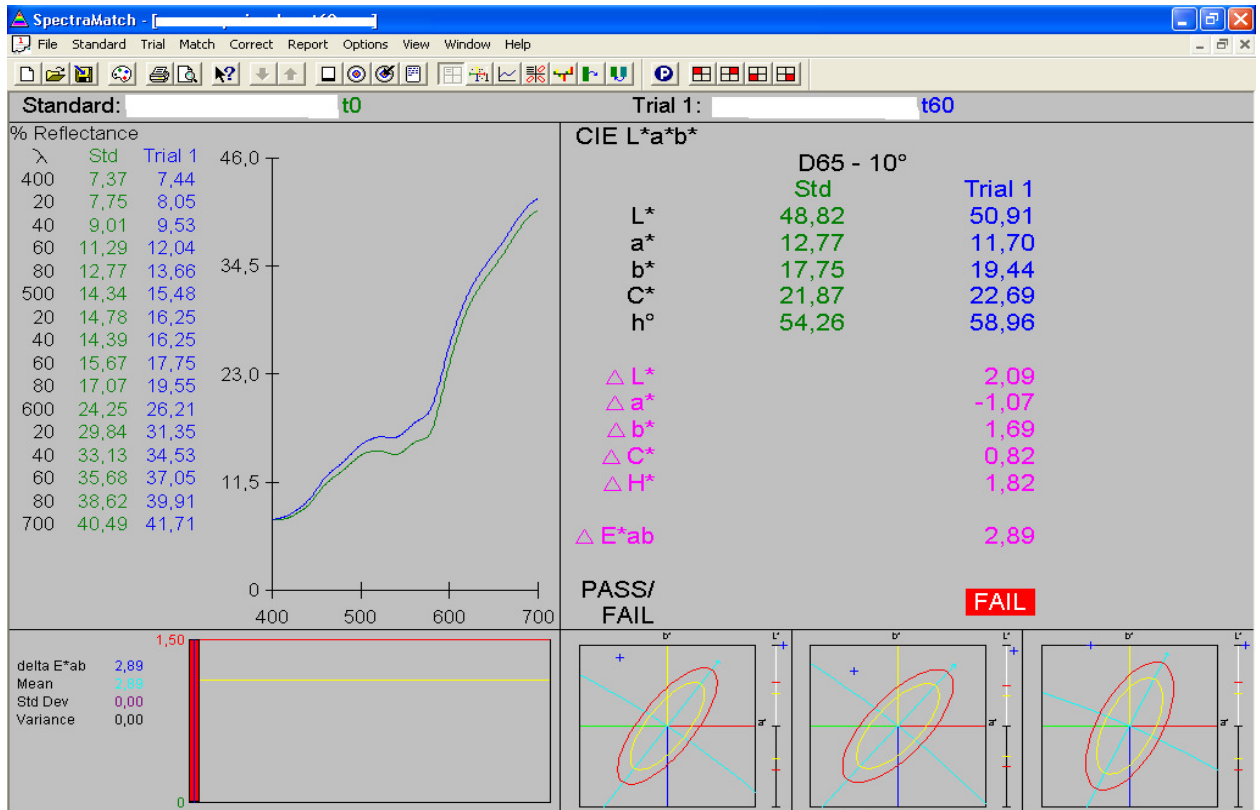 SpectraMatch - [
File Standard Trial Match Correct Report Options View Window Help
Standard: t0 Trial 1: t60
% Reflectance
λ Std Trial 1
400 7,37 7,44
20 7,75 8,05
40 9,01 9,53
60 11,29 12,04
80 12,77 13,66
500 14,34 15,48
20 14,78 16,25
40 14,39 16,25
60 15,67 17,75
80 17,07 19,55
600 24,25 26,21
20 29,84 31,35
40 33,13 34,53
60 35,68 37,05
80 38,62 39,91
700 40,49 41,71
46,0
34,5
23,0
11,5
0
400 500 600 700
CIE L*a*b*
D65 - 10°
Std Trial 1
L* 48,82 50,91
a* 12,77 11,70
b* 17,75 19,44
C* 21,87 22,69
h° 54,26 58,96
△ L* 2,09
△ a* -1,07
△ b* 1,69
△ C* 0,82
△ H* 1,82
△ E*ab 2,89
PASS/
FAIL FAIL
1,50
0
delta E*ab 2,89
Mean 2,89
Std Dev 0,00
Variance 0,00
b* L* b* L* b* L*
a* a* a*